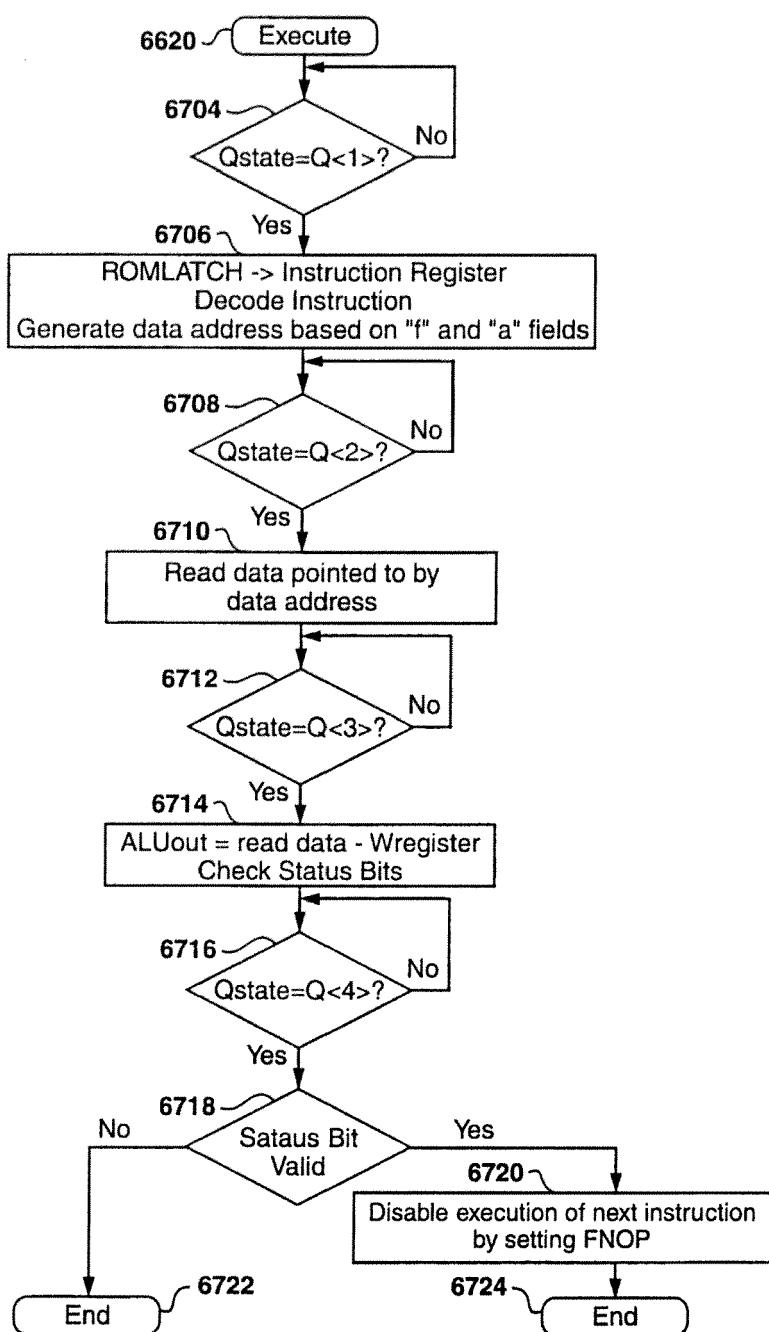 6620
Execute
6704
No
Qstate=Q<1>?
Yes
6706
ROMLATCH -> Instruction Register
Decode Instruction
Generate data address based on "f" and "a" fields
6708
No
Qstate=Q<2>?
Yes
6710
Read data pointed to by
data address
6712
No
Qstate=Q<3>?
Yes
6714
ALUout = read data - Wregister
Check Status Bits
6716
No
Qstate=Q<4>?
Yes
6718
No
Sataus Bit
Valid
Yes
6720
Disable execution of next instruction
by setting FNOP
End
6722
6724
End